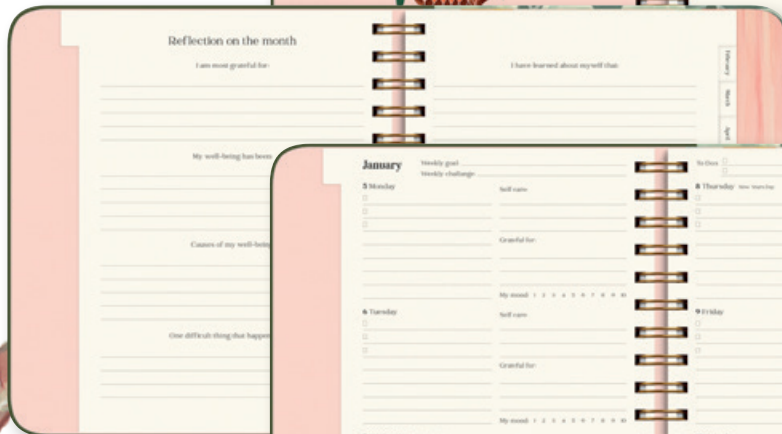 Reflection on the month
I am most grateful for:
My well-being has been
Causes of my well-being
One difficult thing that happen
I have learned about myself that
February
March
April
January
Weekly goal
Weekly challenge
5 Monday
Self care
Grateful for:
My mood 1 2 3 4 5 6 7 8 9 10
6 Tuesday
Self care
Grateful for:
My mood 1 2 3 4 5 6 7 8 9 10
To Dos
8 Thursday
9 Friday